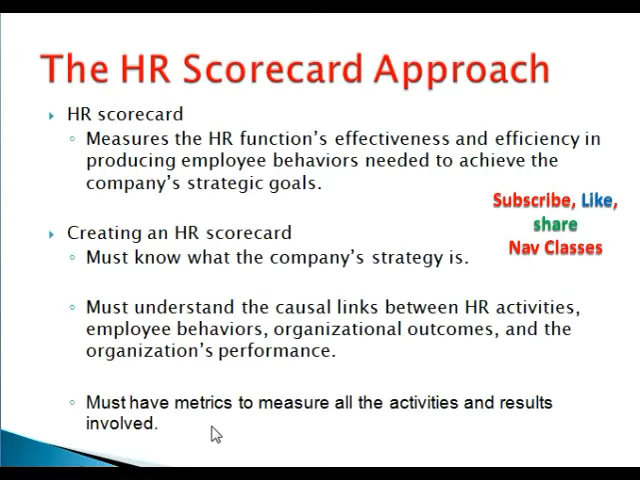 The HR Scorecard Approach
HR scorecard
Measures the HR function's effectiveness and efficiency in
producing employee behaviors needed to achieve the
company's strategic goals.
Subscribe, Like,
share
Nav Classes
Creating an HR scorecard
Must know what the company's strategy is.
Must understand the causal links between HR activities,
employee behaviors, organizational outcomes, and the
organization's performance.
Must have metrics to measure all the activities and results
involved.